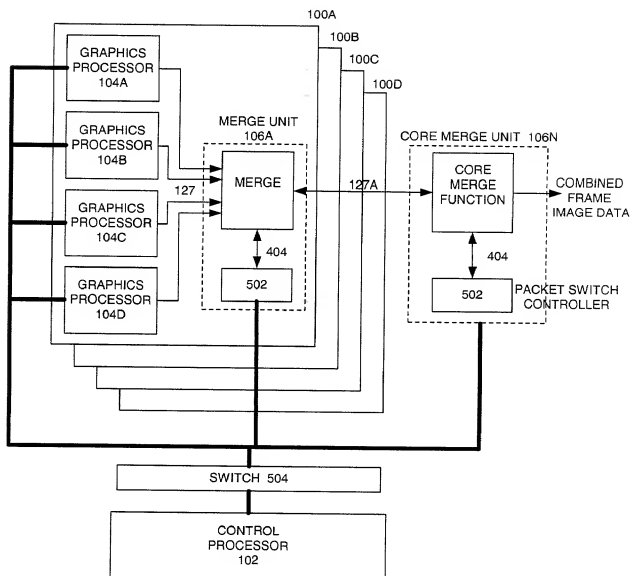 100A
100B
100C
100D
GRAPHICS
PROCESSOR
104A
GRAPHICS
PROCESSOR
104B
127
GRAPHICS
PROCESSOR
104C
GRAPHICS
PROCESSOR
104D
MERGE UNIT
106A
MERGE
404
502
127A
CORE MERGE UNIT 106N
CORE
MERGE
FUNCTION
404
502
COMBINED
FRAME
IMAGE DATA
PACKET SWITCH
CONTROLLER
SWITCH 504
CONTROL
PROCESSOR
102